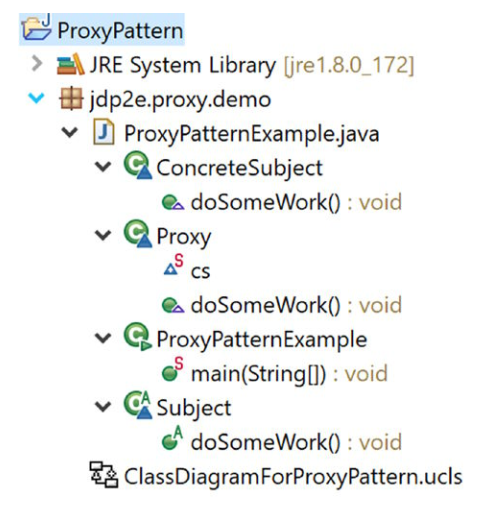 ProxyPattern
JRE System Library [jre1.8.0_172]
jdp2e.proxy.demo
ProxyPatternExample.java
ConcreteSubject
doSomeWork() : void
Proxy
cs
doSomeWork() : void
ProxyPatternExample
main(String[]) : void
Subject
doSomeWork() : void
ClassDiagramForProxyPattern.ucls